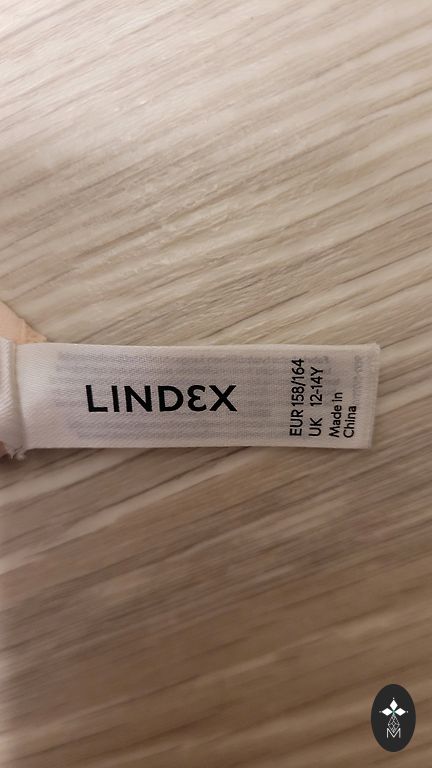 LINDEX
EUR 158/164
UK 12-14Y
Made in
China
M